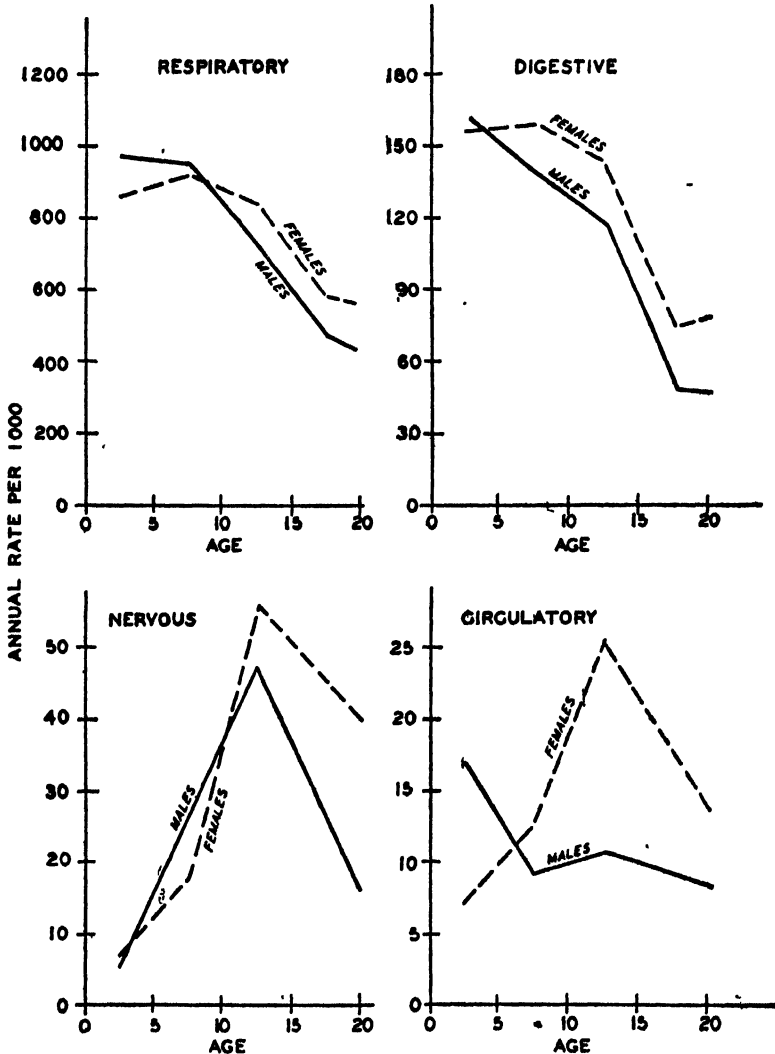 ANNUAL RATE PER 1000
RESPIRATORY
1200
1000
800
600
400
200
0
FEMALES
MALES
0 5 10 15 20
AGE
DIGESTIVE
180
150
120
90
60
30
0
FEMALES
MALES
0 5 10 15 20
AGE
NERVOUS
50
40
30
20
10
0
MALES
FEMALES
0 5 10 15 20
AGE
CIRCULATORY
25
20
15
10
5
0
FEMALES
MALES
0 5 10 15 20
AGE